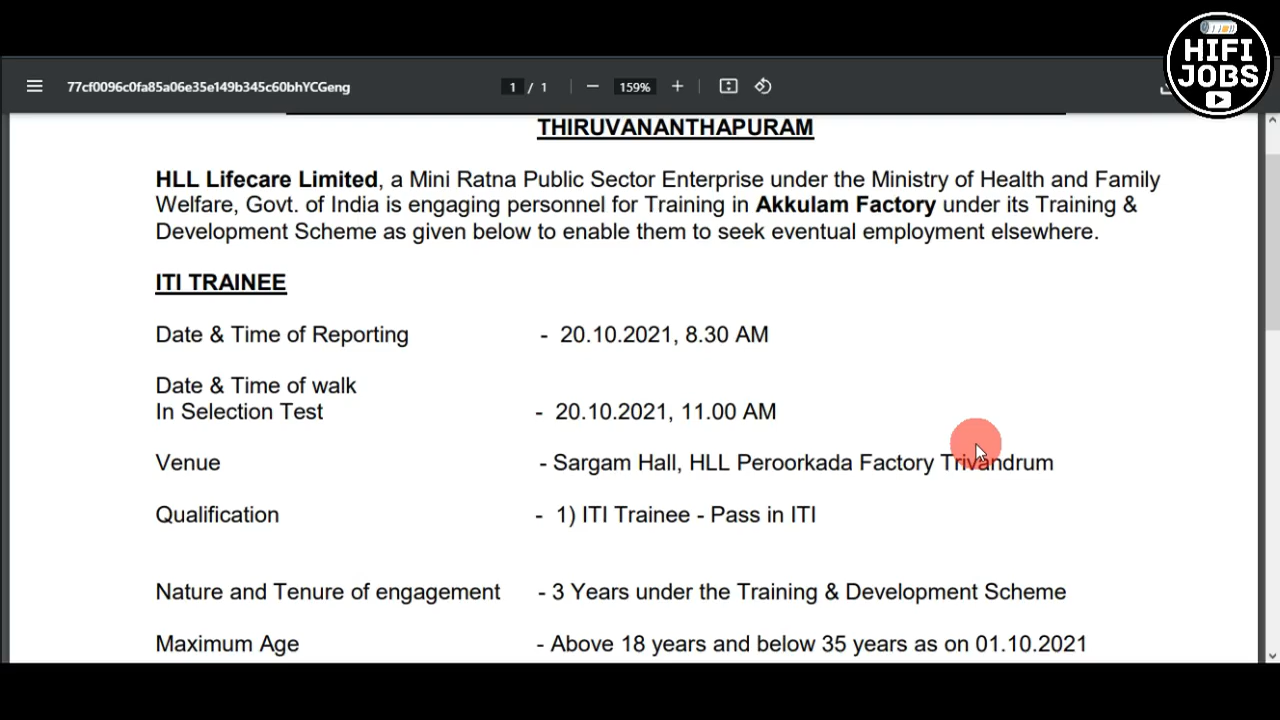 HIFI
JOBS
77cf0096c0fa85a06e35e149b345c60bhYCGeng
1 / 1
159%
THIRUVANANTHAPURAM
HLL Lifecare Limited, a Mini Ratna Public Sector Enterprise under the Ministry of Health and Family
Welfare, Govt. of India is engaging personnel for Training in Akkulam Factory under its Training &
Development Scheme as given below to enable them to seek eventual employment elsewhere.
ITI TRAINEE
Date & Time of Reporting - 20.10.2021, 8.30 AM
Date & Time of walk
In Selection Test - 20.10.2021, 11.00 AM
Venue - Sargam Hall, HLL Peroorkada Factory Trivandrum
Qualification - 1) ITI Trainee - Pass in ITI
Nature and Tenure of engagement - 3 Years under the Training & Development Scheme
Maximum Age - Above 18 years and below 35 years as on 01.10.2021